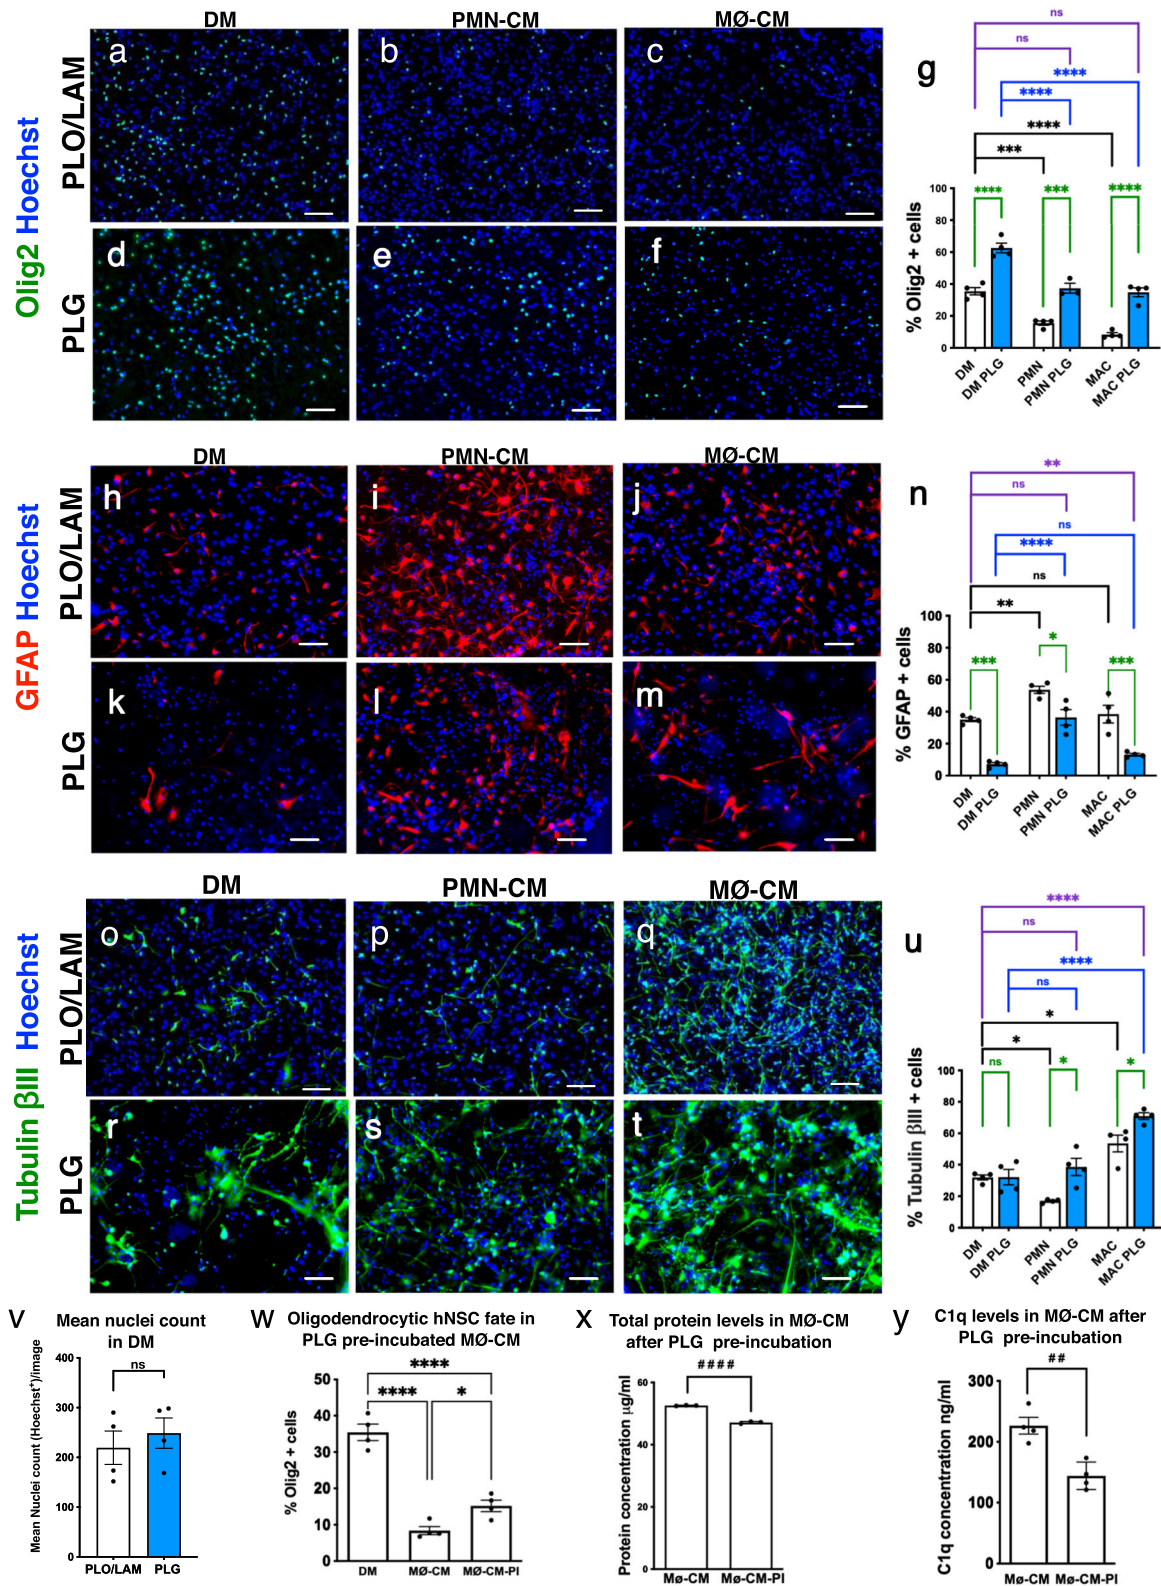 DM PMN-CM MØ-CM
Olig2 Hoechst
PLO/LAM
a b c
PLG
d e f
g
ns
ns
****
****
****
***
**** *** ****
% Olig2 + cells
100
80
60
40
20
0
DM DM PLG PMN PMN PLG MAC MAC PLG
DM PMN-CM MØ-CM
GFAP Hoechst
PLO/LAM
h i j
PLG
k l m
n
**
ns
ns
****
ns
**
*** * ***
% GFAP + cells
100
80
60
40
20
0
DM DM PLG PMN PMN PLG MAC MAC PLG
DM PMN-CM MØ-CM
Tubulin βIII Hoechst
PLO/LAM
o p q
PLG
r s t
u
****
ns
****
ns
*
*
ns * *
% Tubulin βIII + cells
100
80
60
40
20
0
DM DM PLG PMN PMN PLG MAC MAC PLG
v
Mean nuclei count
in DM
Mean Nuclei count (Hoechst+)/image
400
300
200
100
0
ns
PLO/LAM PLG
w
Oligodendrocytic hNSC fate in
PLG pre-incubated MØ-CM
% Olig2 + cells
50
40
30
20
10
0
****
**** *
DM MØ-CM MØ-CM-PI
x
Total protein levels in MØ-CM
after PLG pre-incubation
Protein concentration µg/ml
60
40
20
0
####
Mø-CM Mø-CM-PI
y
C1q levels in MØ-CM after
PLG pre-incubation
C1q concentration ng/ml
300
200
100
0
##
Mø-CM Mø-CM-PI